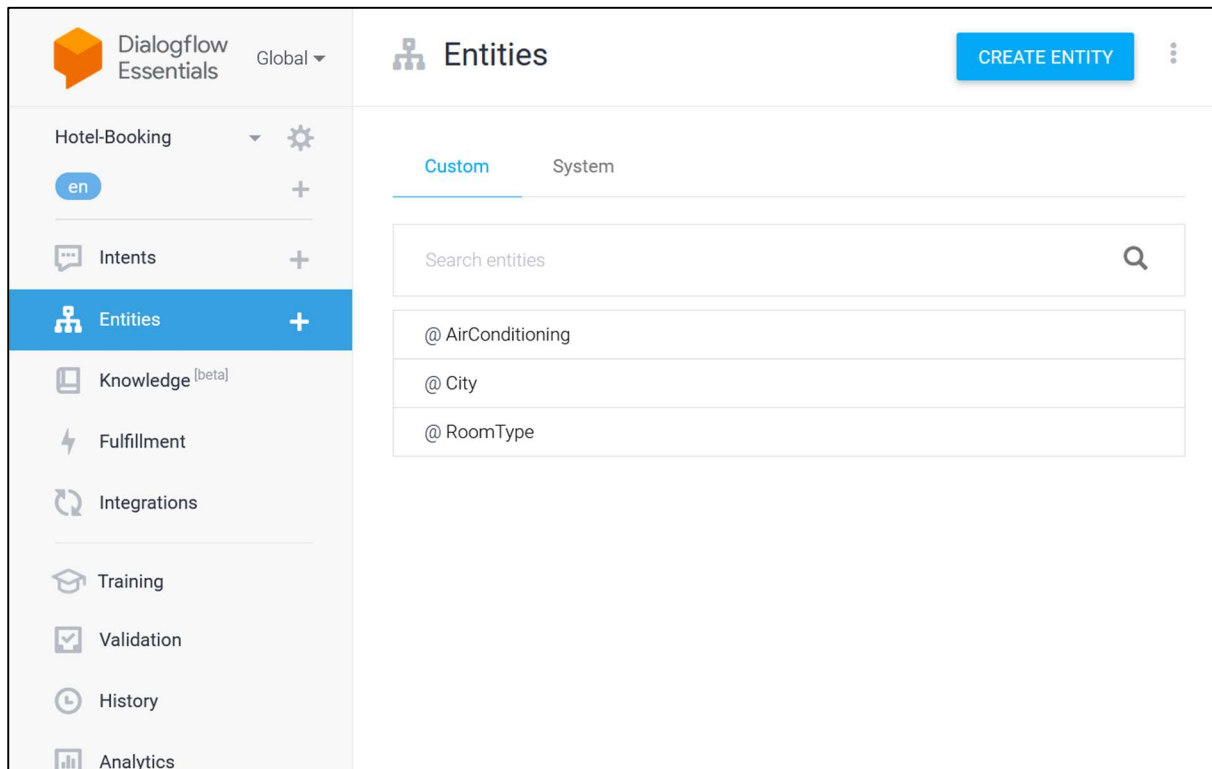 Dialogflow
Essentials
Global
Hotel-Booking
en
Intents
Entities
Knowledge [beta]
Fulfillment
Integrations
Training
Validation
History
Analytics
Entities
CREATE ENTITY
Custom System
Search entities
@ AirConditioning
@ City
@ RoomType